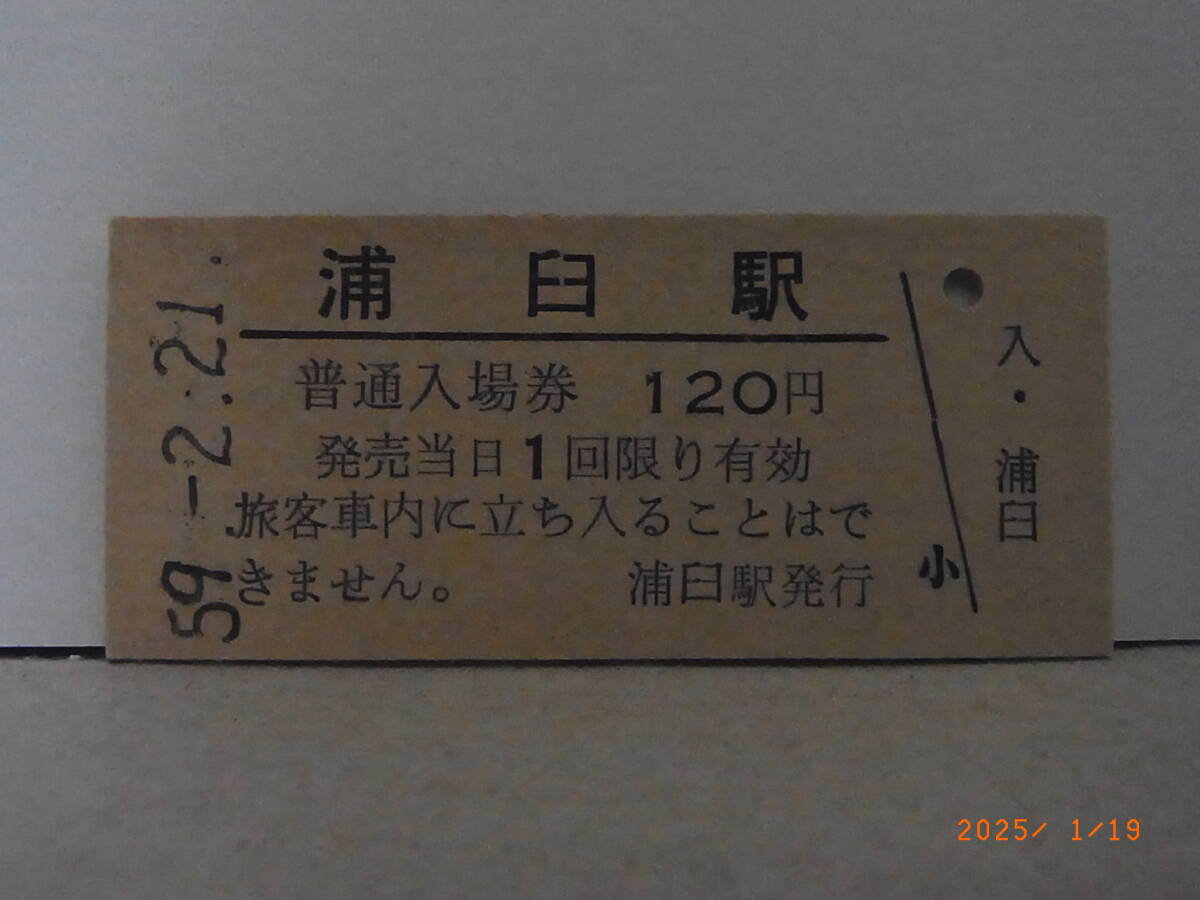 浦臼駅
普通入場券 120円
発売当日1回限り有効
旅客車内に立ち入ることはで
きません。 浦臼駅発行
59.-2.21.
小
入・浦臼
2025/ 1/19